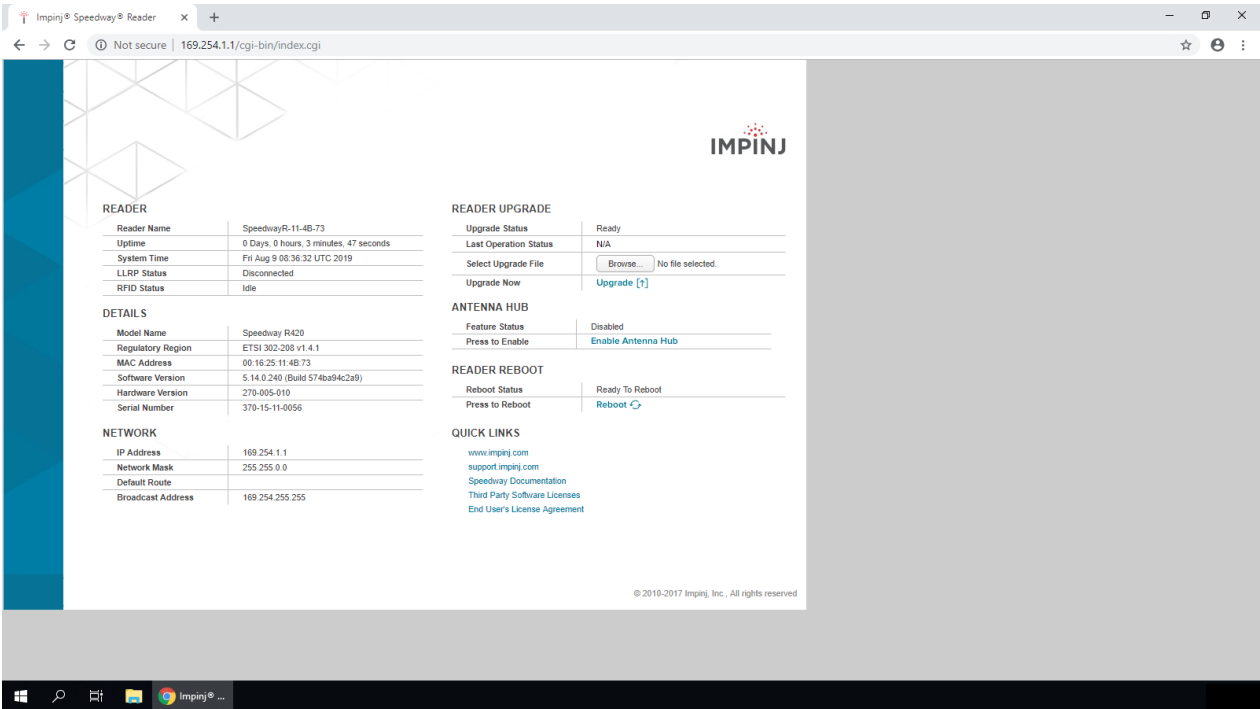 Impinj® Speedway® Reader
Not secure | 169.254.1.1/cgi-bin/index.cgi
IMPINJ
READER
Reader Name SpeedwayR-11-4B-73
Uptime 0 Days, 0 hours, 3 minutes, 47 seconds
System Time Fri Aug 9 08:36:32 UTC 2019
LLRP Status Disconnected
RFID Status Idle
DETAILS
Model Name Speedway R420
Regulatory Region ETSI 302-208 v1.4.1
MAC Address 00:16:25:11:4B:73
Software Version 5.14.0.240 (Build 574ba94c2a9)
Hardware Version 270-005-010
Serial Number 370-15-11-0056
NETWORK
IP Address 169.254.1.1
Network Mask 255.255.0.0
Default Route
Broadcast Address 169.254.255.255
READER UPGRADE
Upgrade Status Ready
Last Operation Status N/A
Select Upgrade File Browse... No file selected.
Upgrade Now Upgrade [↑]
ANTENNA HUB
Feature Status Disabled
Press to Enable Enable Antenna Hub
READER REBOOT
Reboot Status Ready To Reboot
Press to Reboot Reboot
QUICK LINKS
www.impinj.com
support.impinj.com
Speedway Documentation
Third Party Software Licenses
End User's License Agreement
© 2010-2017 Impinj, Inc., All rights reserved
Impinj® ...